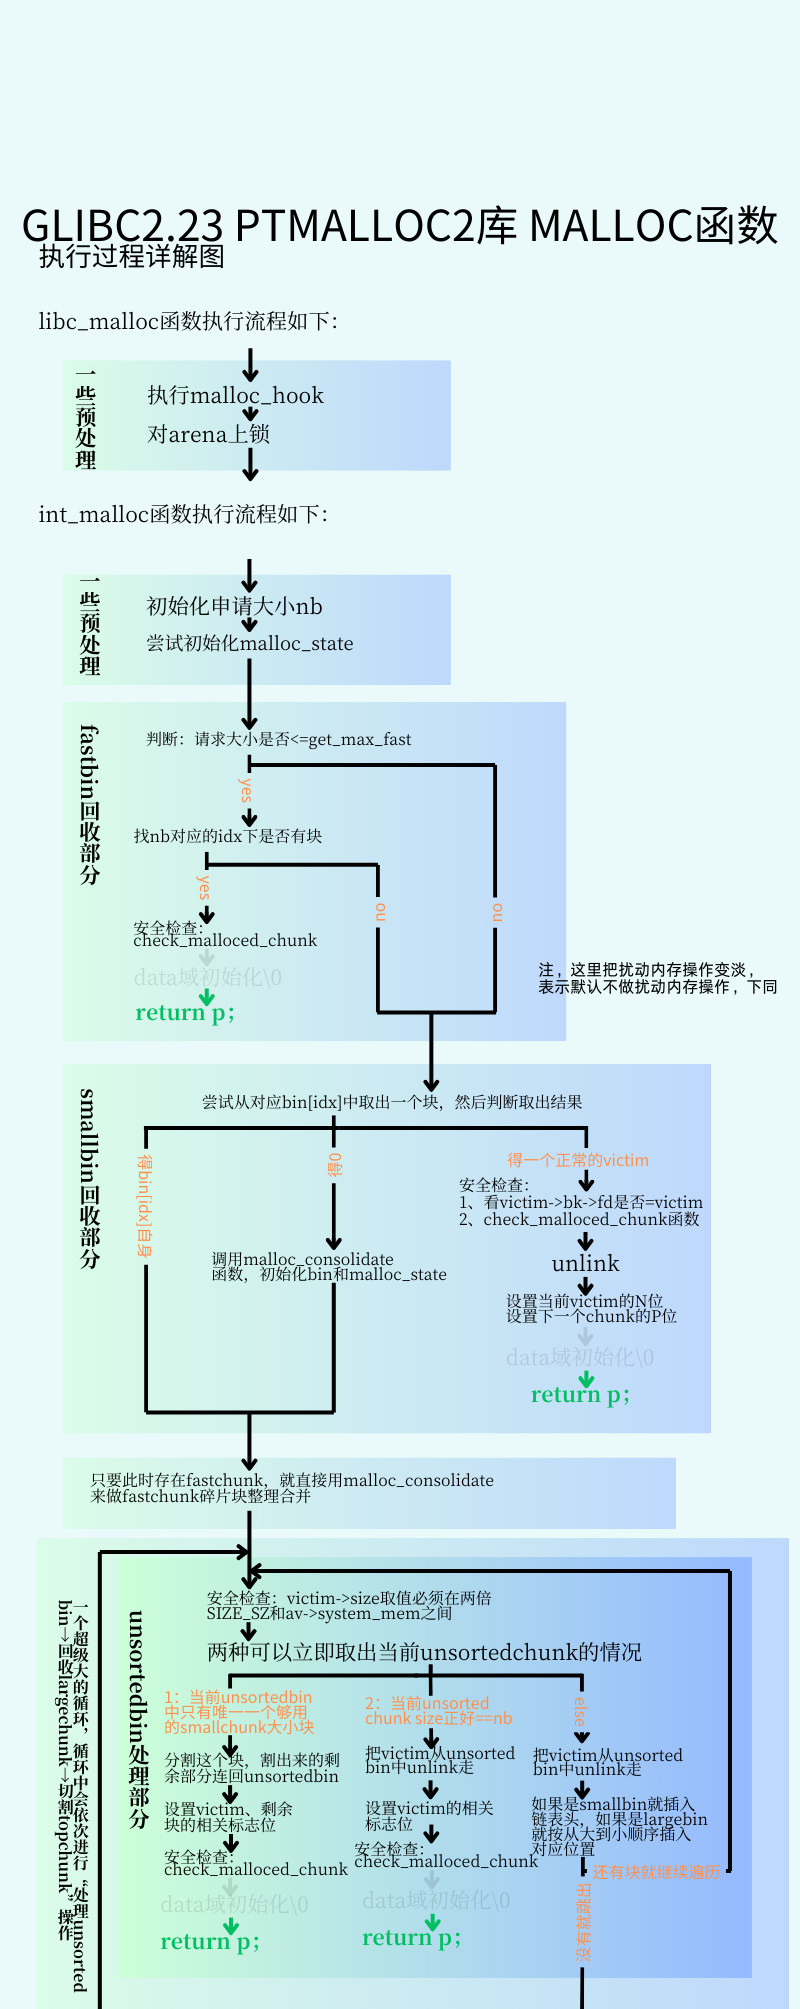 GLIBC2.23 PTMALLOC2库 MALLOC函数
执行过程详解图
libc_malloc函数执行流程如下：
一些预处理
执行malloc_hook
对arena上锁
int_malloc函数执行流程如下：
一些预处理
初始化申请大小nb
尝试初始化malloc_state
fastbin回收部分
判断：请求大小是否<=get_max_fast
yes
找nb对应的idx下是否有块
yes
no
no
安全检查：
check_malloced_chunk
data域初始化\0
return p；
注，这里把扰动内存操作变淡，
表示默认不做扰动内存操作，下同
smallbin回收部分
尝试从对应bin[idx]中取出一个块，然后判断取出结果
得bin[idx]自身
得0
得一个正常的victim
安全检查：
1、看victim->bk->fd是否=victim
2、check_malloced_chunk函数
unlink
调用malloc_consolidate
函数，初始化bin和malloc_state
设置当前victim的N位
设置下一个chunk的P位
data域初始化\0
return p；
只要此时存在fastchunk，就直接用malloc_consolidate
来做fastchunk碎片块整理合并
一个超级大的循环，循环中会依次进行“处理unsorted
bin→回收largechunk→切割topchunk”操作
unsortedbin处理部分
安全检查：victim->size取值必须在两倍
SIZE_SZ和av->system_mem之间
两种可以立即取出当前unsortedchunk的情况
1：当前unsortedbin
中只有唯一一个够用
的smallchunk大小块
分割这个块，割出来的剩
余部分连回unsortedbin
设置victim、剩余
块的相关标志位
安全检查：
check_malloced_chunk
data域初始化\0
return p；
2：当前unsorted
chunk size正好==nb
把victim从unsorted
bin中unlink走
设置victim的相关
标志位
安全检查：
check_malloced_chunk
data域初始化\0
return p；
else
把victim从unsorted
bin中unlink走
如果是smallbin就插入
链表头，如果是largebin
就按从大到小顺序插入
对应位置
还有块就继续遍历
没有就跳出